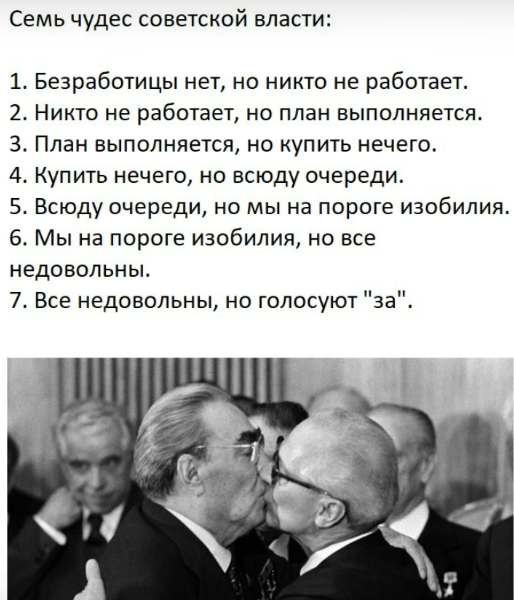 Семь чудес советской власти:
1. Безработицы нет, но никто не работает.
2. Никто не работает, но план выполняется.
3. План выполняется, но купить нечего.
4. Купить нечего, но всюду очереди.
5. Всюду очереди, но мы на пороге изобилия.
6. Мы на пороге изобилия, но все
недовольны.
7. Все недовольны, но голосуют "за".